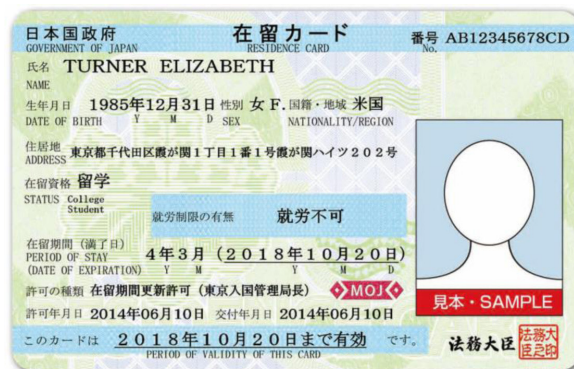 日本国政府 在留カード 番号 AB12345678CD
GOVERNMENT OF JAPAN RESIDENCE CARD No.
氏名 TURNER ELIZABETH
NAME
生年月日 1985年12月31日 性別 女 F. 国籍・地域 米国
DATE OF BIRTH Y M D SEX NATIONALITY/REGION
住居地 東京都千代田区霞が関1丁目1番1号霞が関ハイツ202号
ADDRESS
在留資格 留学
STATUS College
Student
就労制限の有無 就労不可
在留期間(満了日) 4年3月(2018年10月20日)
PERIOD OF STAY
(DATE OF EXPIRATION) Y M Y M D
許可の種類 在留期間更新許可(東京入国管理局長) MOJ
見本・SAMPLE
許可年月日 2014年06月10日 交付年月日 2014年06月10日
このカードは 2018年10月20日まで有効 です。
PERIOD OF VALIDITY OF THIS CARD
法務大臣 法務大臣之印